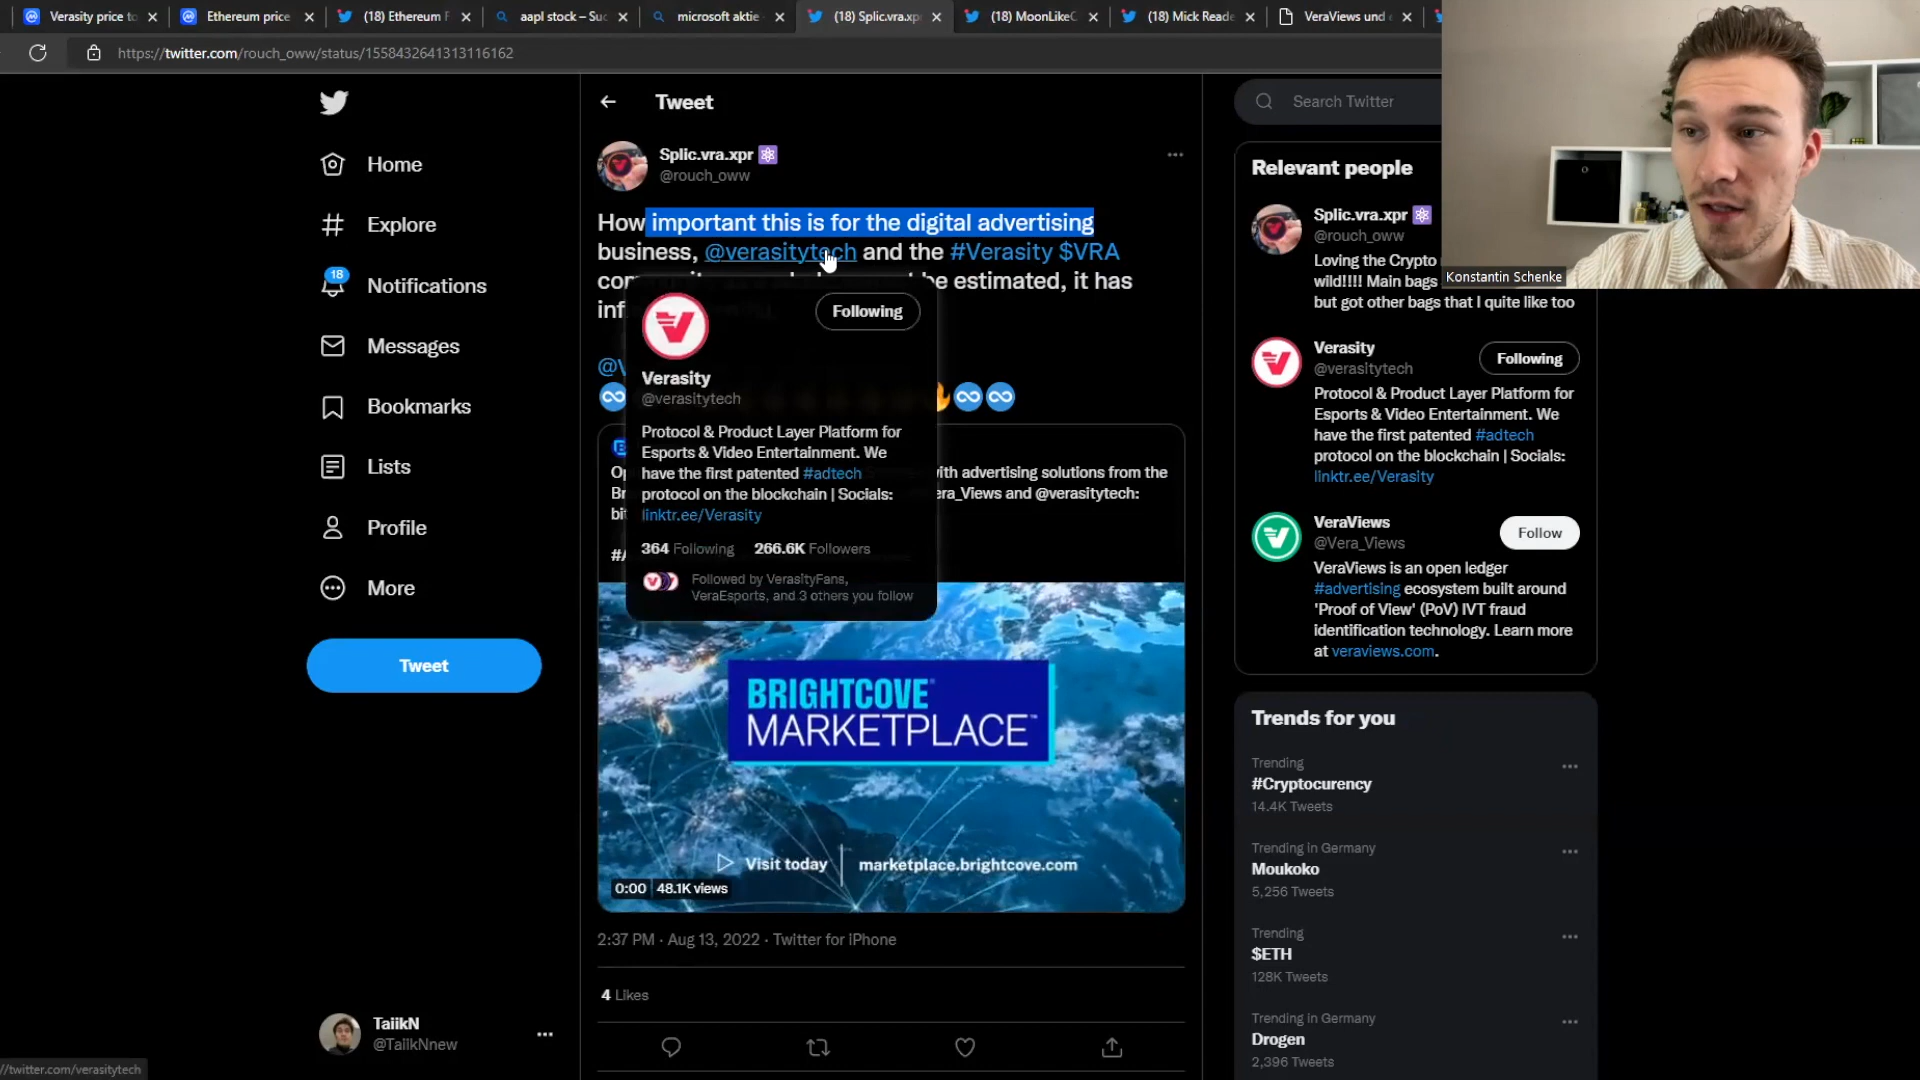 Verasity price to
Ethereum price
(18) Ethereum F
aapl stock – Suc
microsoft aktie
(18) Splic.vra.xpr
(18) MoonLikeC
(18) Mick Reade
VeraViews und
https://twitter.com/rouch_oww/status/1558432641313116162
Home
Explore
18
Notifications
Messages
Bookmarks
Lists
Profile
More
Tweet
TaiikN
@TaiikNnew
//twitter.com/verasitytech
Tweet
Splic.vra.xpr
@rouch_oww
How important this is for the digital advertising
business, @verasitytech and the #Verasity $VRA
be estimated, it has
Following
Verasity
@verasitytech
Protocol & Product Layer Platform for
Esports & Video Entertainment. We
have the first patented #adtech
protocol on the blockchain | Socials:
linktr.ee/Verasity
364 Following 266.6K Followers
Followed by VerasityFans,
VeraEsports, and 3 others you follow
with advertising solutions from the
era_Views and @verasitytech:
BRIGHTCOVE
MARKETPLACE™
Visit today
marketplace.brightcove.com
0:00 48.1K views
2:37 PM · Aug 13, 2022 · Twitter for iPhone
4 Likes
Search Twitter
Relevant people
Splic.vra.xpr
@rouch_oww
Loving the Crypto
wild!!!! Main bags
but got other bags that I quite like too
Konstantin Schenke
Verasity
@verasitytech
Following
Protocol & Product Layer Platform for
Esports & Video Entertainment. We
have the first patented #adtech
protocol on the blockchain | Socials:
linktr.ee/Verasity
VeraViews
@Vera_Views
Follow
VeraViews is an open ledger
#advertising ecosystem built around
'Proof of View' (PoV) IVT fraud
identification technology. Learn more
at veraviews.com.
Trends for you
Trending
#Cryptocurency
14.4K Tweets
Trending in Germany
Moukoko
5,256 Tweets
Trending
$ETH
128K Tweets
Trending in Germany
Drogen
2,396 Tweets